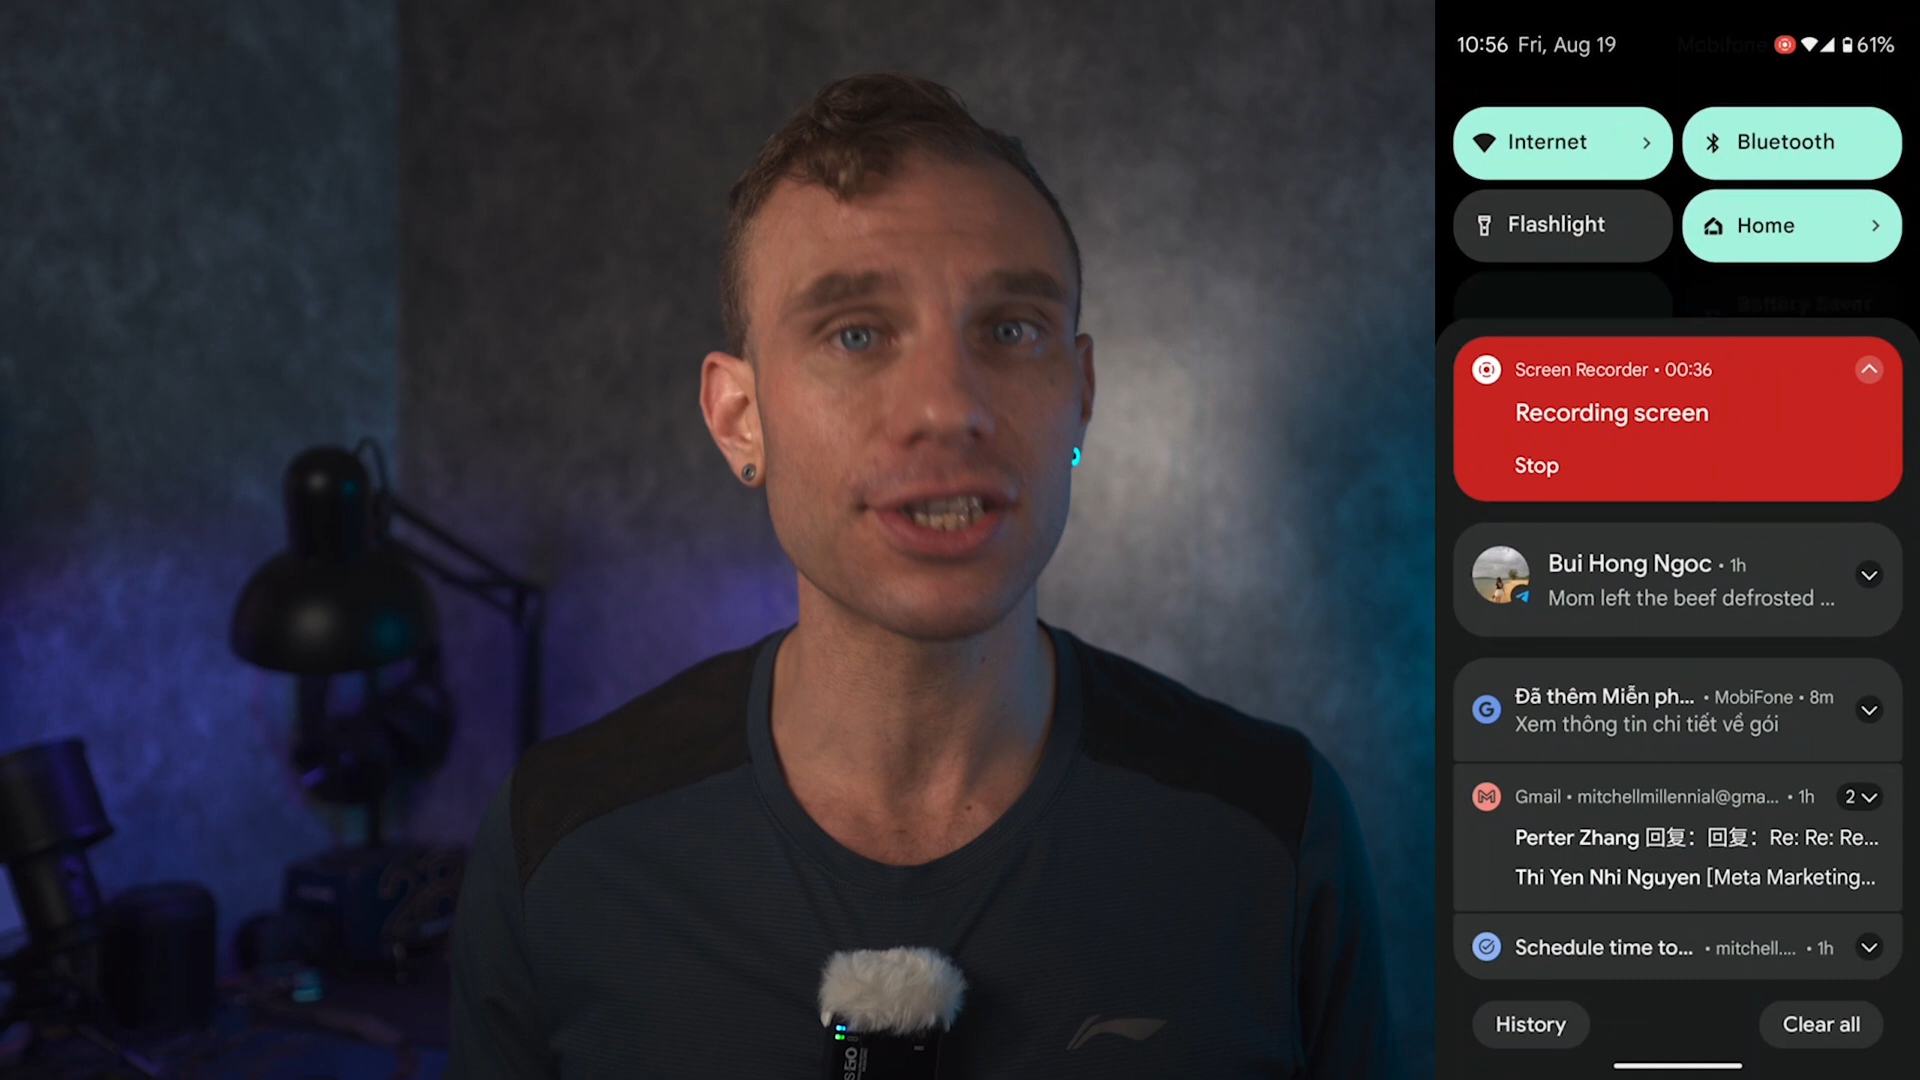 10:56 Fri, Aug 19
Mobifone
61%
Internet
Bluetooth
Flashlight
Home
Battery Saver
Screen Recorder • 00:36
Recording screen
Stop
Bui Hong Ngoc • 1h
Mom left the beef defrosted ...
Đã thêm Miễn ph... • MobiFone • 8m
Xem thông tin chi tiết về gói
Gmail • mitchellmillennial@gma... • 1h
2
Perter Zhang 回复：回复：Re: Re: Re...
Thi Yen Nhi Nguyen [Meta Marketing...
Schedule time to... • mitchell.... • 1h
History
Clear all